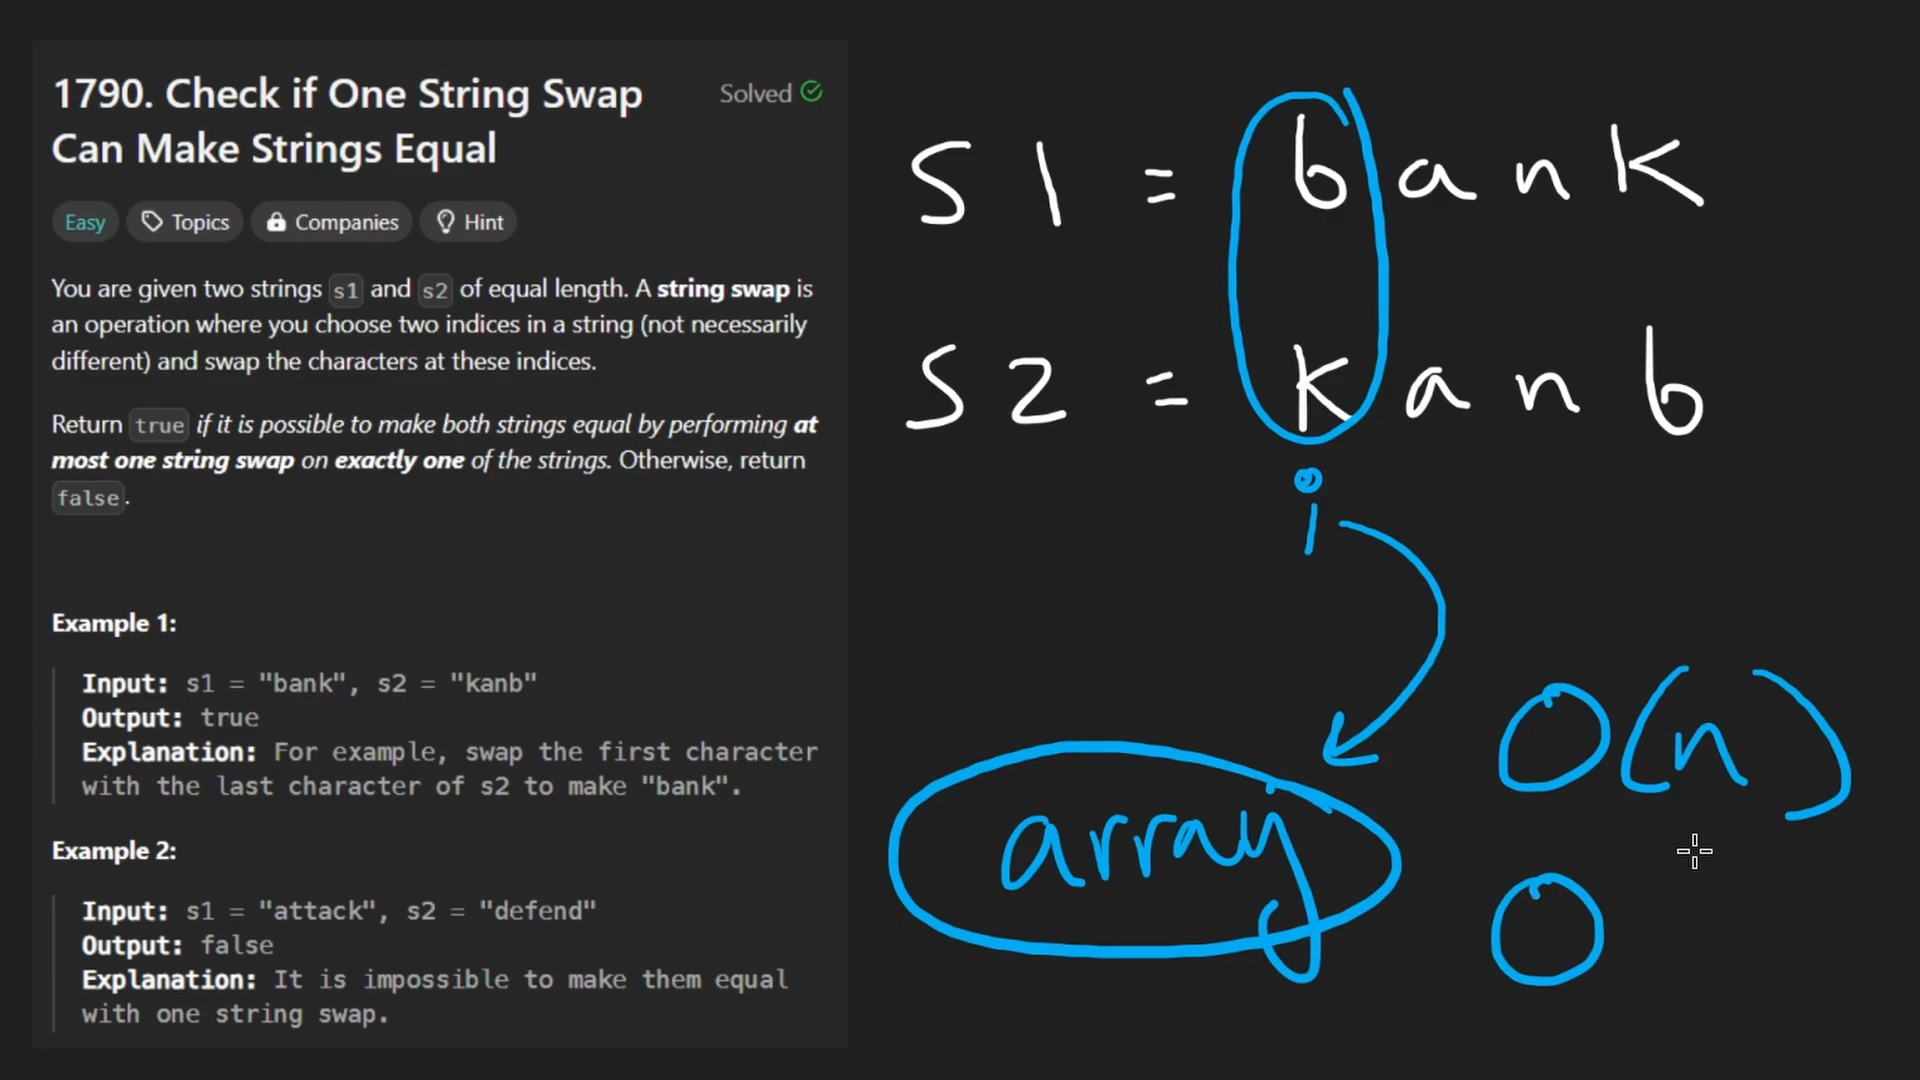 1790. Check if One String Swap
Can Make Strings Equal
Solved
Easy
Topics
Companies
Hint
You are given two strings s1 and s2 of equal length. A string swap is
an operation where you choose two indices in a string (not necessarily
different) and swap the characters at these indices.
Return true if it is possible to make both strings equal by performing at
most one string swap on exactly one of the strings. Otherwise, return
false.
Example 1:
Input: s1 = "bank", s2 = "kanb"
Output: true
Explanation: For example, swap the first character
with the last character of s2 to make "bank".
Example 2:
Input: s1 = "attack", s2 = "defend"
Output: false
Explanation: It is impossible to make them equal
with one string swap.
S1 = bank
S2 = kanb
i
array
O(n)
O